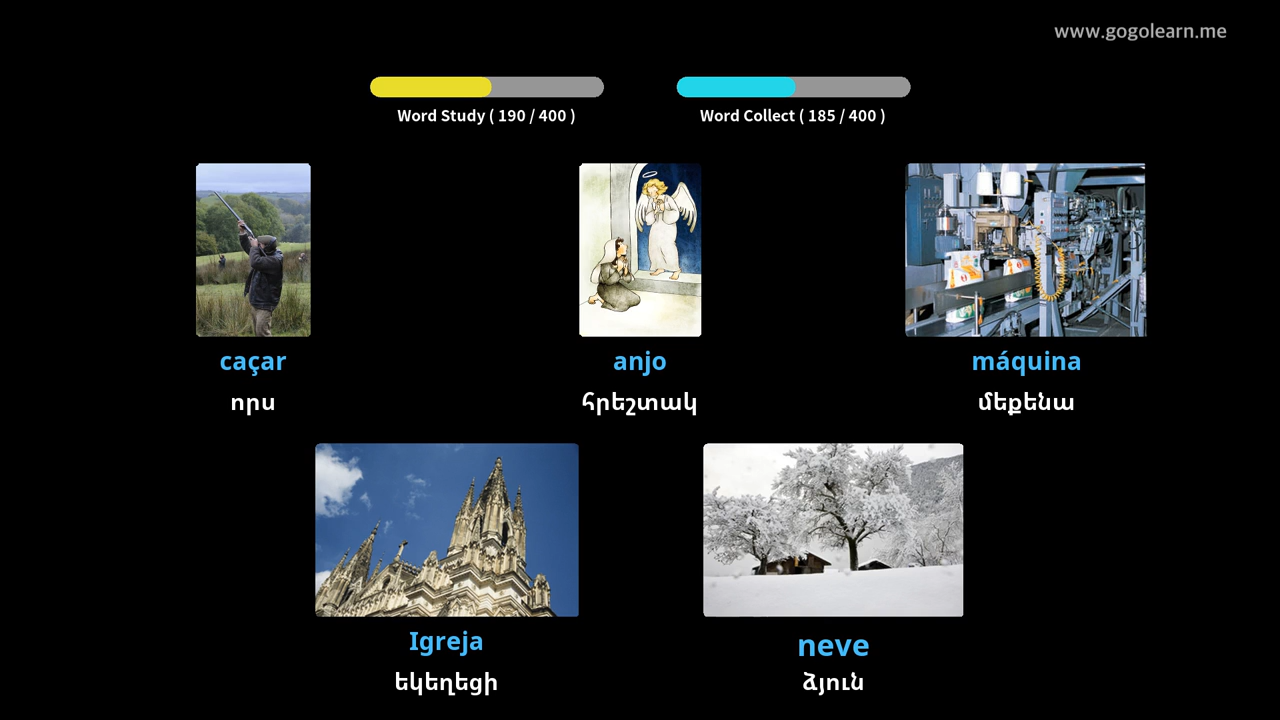 www.gogolearn.me
Word Study ( 190 / 400 )
Word Collect ( 185 / 400 )
caçar
anjo
máquina
որս
հրեշտակ
մեքենա
Igreja
neve
եկեղեցի
ձյուն